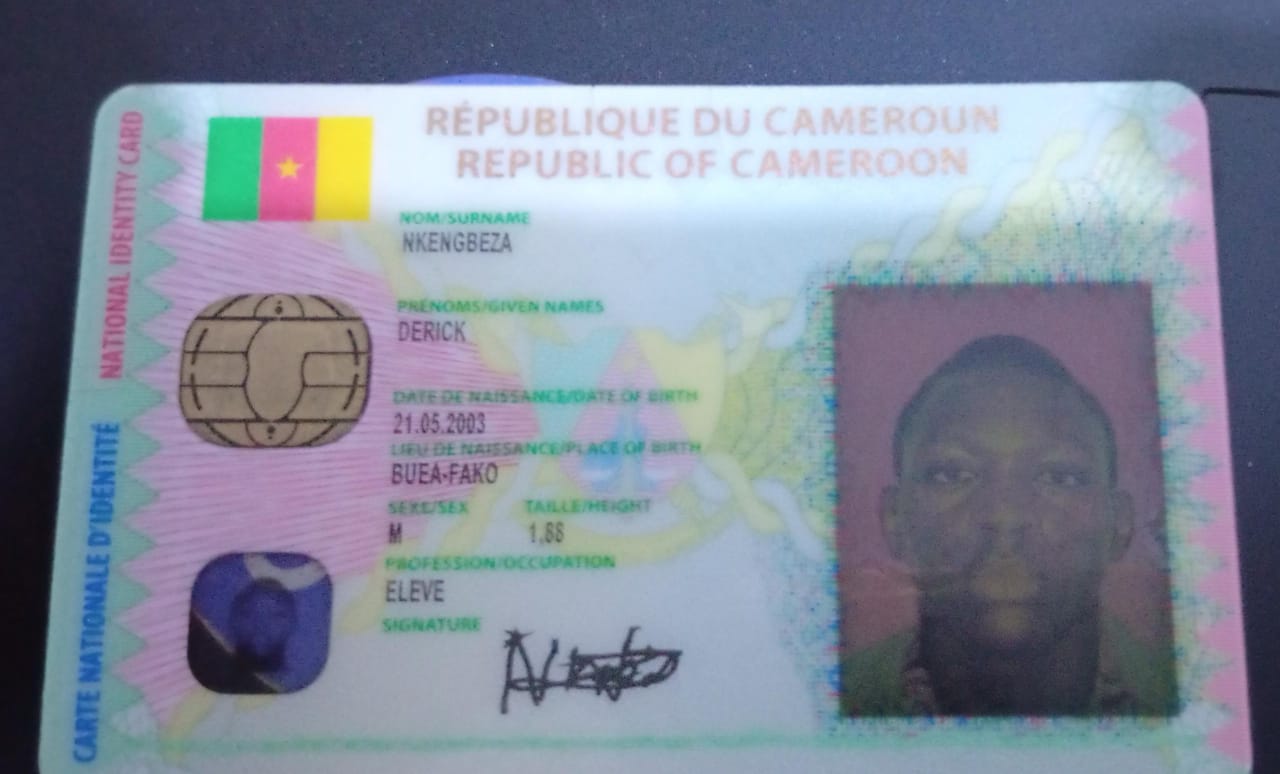 RÉPUBLIQUE DU CAMEROUN
REPUBLIC OF CAMEROON
NATIONAL IDENTITY CARD
CARTE NATIONALE D'IDENTITÉ
NOM/SURNAME
NKENGBEZA
PRENOMS/GIVEN NAMES
DERICK
DATE DE NAISSANCE/DATE OF BIRTH
21.05.2003
LIEU DE NAISSANCE/PLACE OF BIRTH
BUEA-FAKO
SEXE/SEX TAILLE/HEIGHT
M 1,88
PROFESSION/OCCUPATION
ELEVE
SIGNATURE